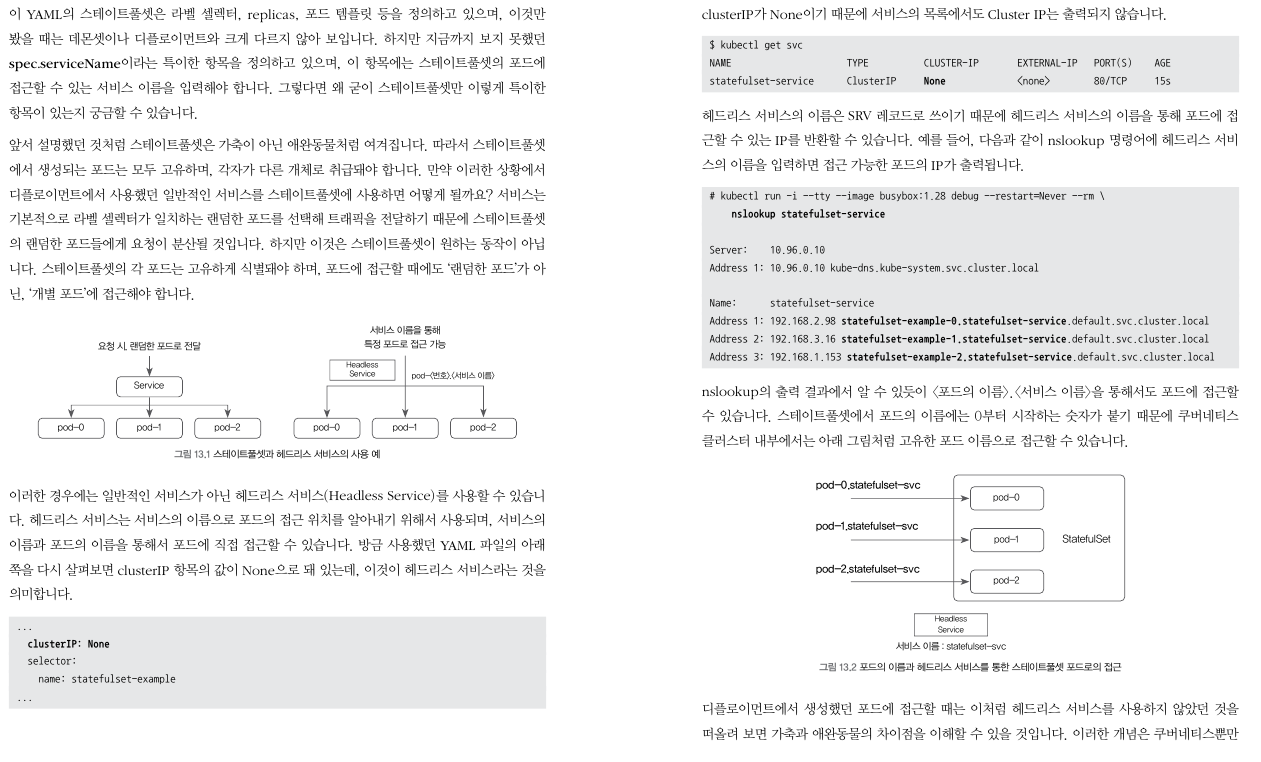 이 YAML의 스테이트풀셋은 라벨 셀렉터, replicas, 포드 템플릿 등을 정의하고 있으며, 이것만
봤을 때는 데몬셋이나 디플로이먼트와 크게 다르지 않아 보입니다. 하지만 지금까지 보지 못했던
spec.serviceName이라는 특이한 항목을 정의하고 있으며, 이 항목에는 스테이트풀셋의 포드에
접근할 수 있는 서비스 이름을 입력해야 합니다. 그렇다면 왜 굳이 스테이트풀셋만 이렇게 특이한
항목이 있는지 궁금할 수 있습니다.
앞서 설명했던 것처럼 스테이트풀셋은 가축이 아닌 애완동물처럼 여겨집니다. 따라서 스테이트풀셋
에서 생성되는 포드는 모두 고유하며, 각자가 다른 개체로 취급돼야 합니다. 만약 이러한 상황에서
디플로이먼트에서 사용했던 일반적인 서비스를 스테이트풀셋에 사용하면 어떻게 될까요? 서비스는
기본적으로 라벨 셀렉터가 일치하는 랜덤한 포드를 선택해 트래픽을 전달하기 때문에 스테이트풀셋
의 랜덤한 포드들에게 요청이 분산될 것입니다. 하지만 이것은 스테이트풀셋이 원하는 동작이 아닙
니다. 스테이트풀셋의 각 포드는 고유하게 식별돼야 하며, 포드에 접근할 때에도 '랜덤한 포드'가 아
닌, '개별 포드'에 접근해야 합니다.
요청 시, 랜덤한 포드로 전달
Service
pod-0
pod-1
pod-2
서비스 이름을 통해
특정 포드로 접근 가능
Headless
Service
pod-<번호>.<서비스 이름>
pod-0
pod-1
pod-2
그림 13.1 스테이트풀셋과 헤드리스 서비스의 사용 예
이러한 경우에는 일반적인 서비스가 아닌 헤드리스 서비스(Headless Service)를 사용할 수 있습니
다. 헤드리스 서비스는 서비스의 이름으로 포드의 접근 위치를 알아내기 위해서 사용되며, 서비스의
이름과 포드의 이름을 통해서 포드에 직접 접근할 수 있습니다. 방금 사용했던 YAML 파일의 아래
쪽을 다시 살펴보면 clusterIP 항목의 값이 None으로 돼 있는데, 이것이 헤드리스 서비스라는 것을
의미합니다.
...
clusterIP: None
selector:
name: statefulset-example
...
clusterIP가 None이기 때문에 서비스의 목록에서도 Cluster IP는 출력되지 않습니다.
$ kubectl get svc
NAME TYPE CLUSTER-IP EXTERNAL-IP PORT(S) AGE
statefulset-service ClusterIP None <none> 80/TCP 15s
헤드리스 서비스의 이름은 SRV 레코드로 쓰이기 때문에 헤드리스 서비스의 이름을 통해 포드에 접
근할 수 있는 IP를 반환할 수 있습니다. 예를 들어, 다음과 같이 nslookup 명령어에 헤드리스 서비
스의 이름을 입력하면 접근 가능한 포드의 IP가 출력됩니다.
# kubectl run -i --tty --image busybox:1.28 debug --restart=Never --rm \
nslookup statefulset-service
Server: 10.96.0.10
Address 1: 10.96.0.10 kube-dns.kube-system.svc.cluster.local
Name: statefulset-service
Address 1: 192.168.2.98 statefulset-example-0.statefulset-service.default.svc.cluster.local
Address 2: 192.168.3.16 statefulset-example-1.statefulset-service.default.svc.cluster.local
Address 3: 192.168.1.153 statefulset-example-2.statefulset-service.default.svc.cluster.local
nslookup의 출력 결과에서 알 수 있듯이 〈포드의 이름〉.〈서비스 이름〉을 통해서도 포드에 접근할
수 있습니다. 스테이트풀셋에서 포드의 이름에는 0부터 시작하는 숫자가 붙기 때문에 쿠버네티스
클러스터 내부에서는 아래 그림처럼 고유한 포드 이름으로 접근할 수 있습니다.
pod-0.statefulset-svc
pod-0
pod-1.statefulset-svc
pod-1
StatefulSet
pod-2.statefulset-svc
pod-2
Headless
Service
서비스 이름 : statefulset-svc
그림 13.2 포드의 이름과 헤드리스 서비스를 통한 스테이트풀셋 포드로의 접근
디플로이먼트에서 생성했던 포드에 접근할 때는 이처럼 헤드리스 서비스를 사용하지 않았던 것을
떠올려 보면 가축과 애완동물의 차이점을 이해할 수 있을 것입니다. 이러한 개념은 쿠버네티스뿐만